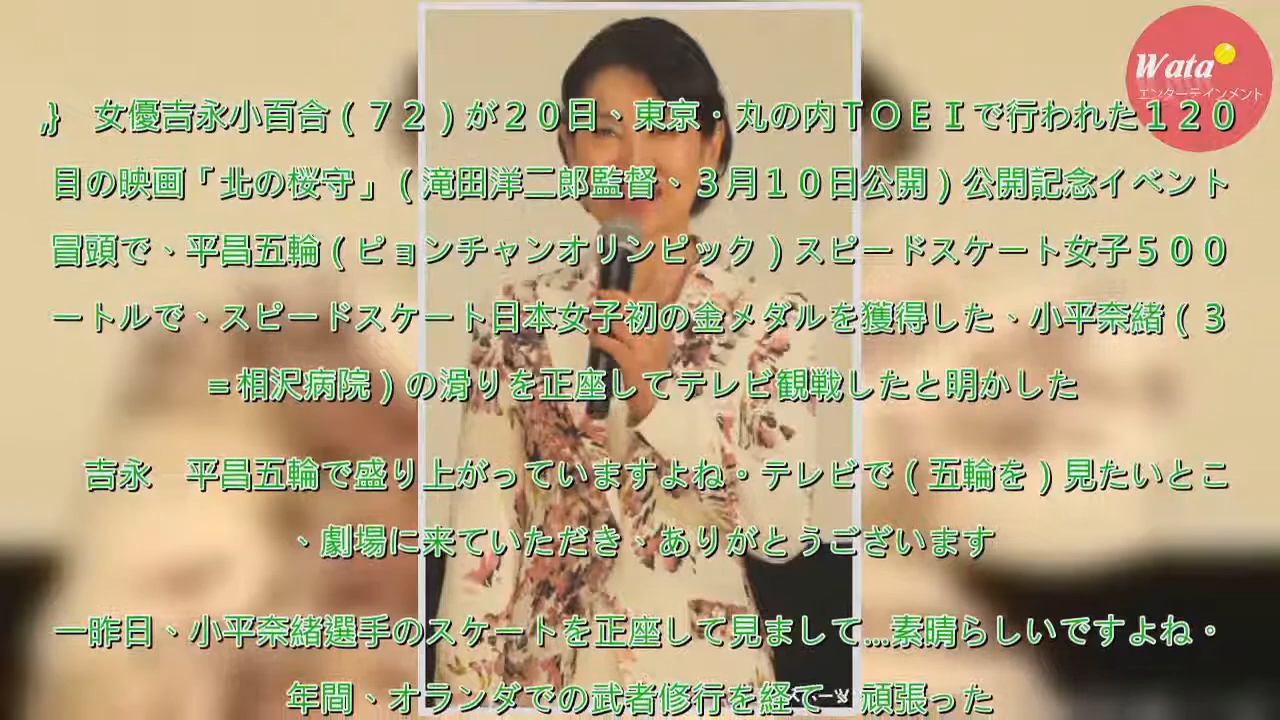 Wata
エンターテインメント
,} 女優吉永小百合（７２）が２０日、東京・丸の内ＴＯＥＩで行われた１２０
目の映画「北の桜守」（滝田洋二郎監督、３月１０日公開）公開記念イベント
冒頭で、平昌五輪（ピョンチャンオリンピック）スピードスケート女子５００
ートルで、スピードスケート日本女子初の金メダルを獲得した、小平奈緒（３
＝相沢病院）の滑りを正座してテレビ観戦したと明かした
吉永　平昌五輪で盛り上がっていますよね・テレビで（五輪を）見たいとこ
、劇場に来ていただき、ありがとうございます
一昨日、小平奈緒選手のスケートを正座して見まして...素晴らしいですよね・
年間、オランダでの武者修行を経て　頑張った